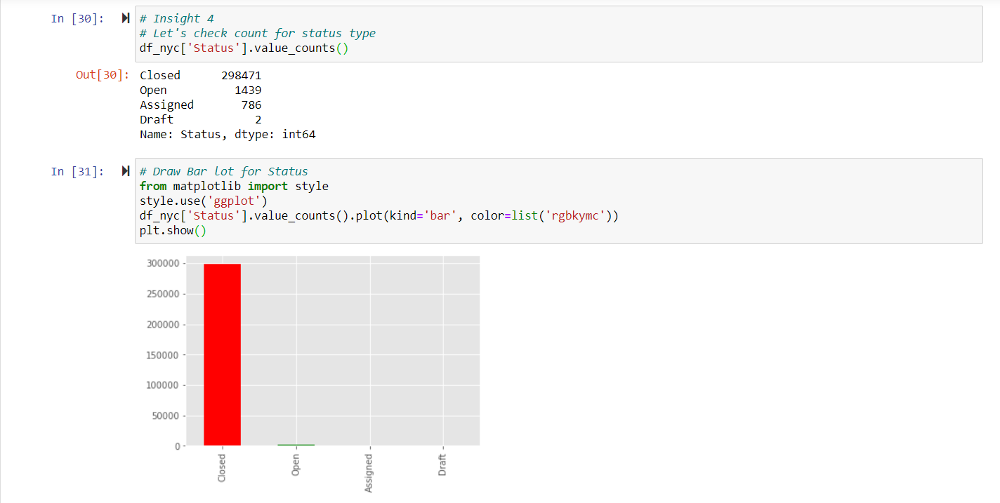 In [30]:
# Insight 4
# Let's check count for status type
df_nyc['Status'].value_counts()
Out[30]:
Closed      298471
Open          1439
Assigned       786
Draft            2
Name: Status, dtype: int64
In [31]:
# Draw Bar lot for Status
from matplotlib import style
style.use('ggplot')
df_nyc['Status'].value_counts().plot(kind='bar', color=list('rgbkymc'))
plt.show()
300000
250000
200000
150000
100000
50000
0
Closed
Open
Assigned
Draft